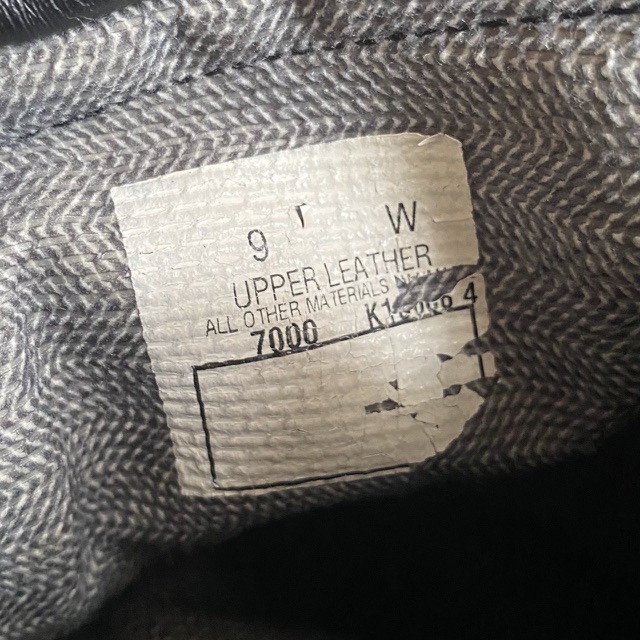 9 W
UPPER LEATHER
ALL OTHER MATERIALS
7000